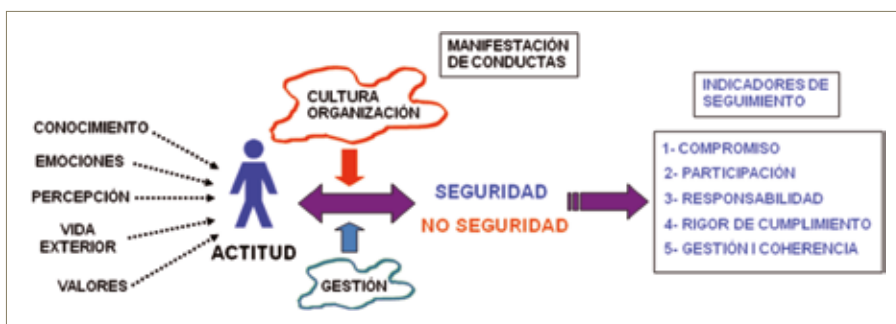 CONOCIMIENTO
EMOCIONES
PERCEPCIÓN
VIDA
EXTERIOR
VALORES
ACTITUD
CULTURA
ORGANIZACIÓN
GESTIÓN
MANIFESTACIÓN
DE CONDUCTAS
SEGURIDAD
NO SEGURIDAD
INDICADORES DE
SEGUIMIENTO
1- COMPROMISO
2- PARTICIPACIÓN
3- RESPONSABILIDAD
4- RIGOR DE CUMPLIMIENTO
5- GESTIÓN I COHERENCIA